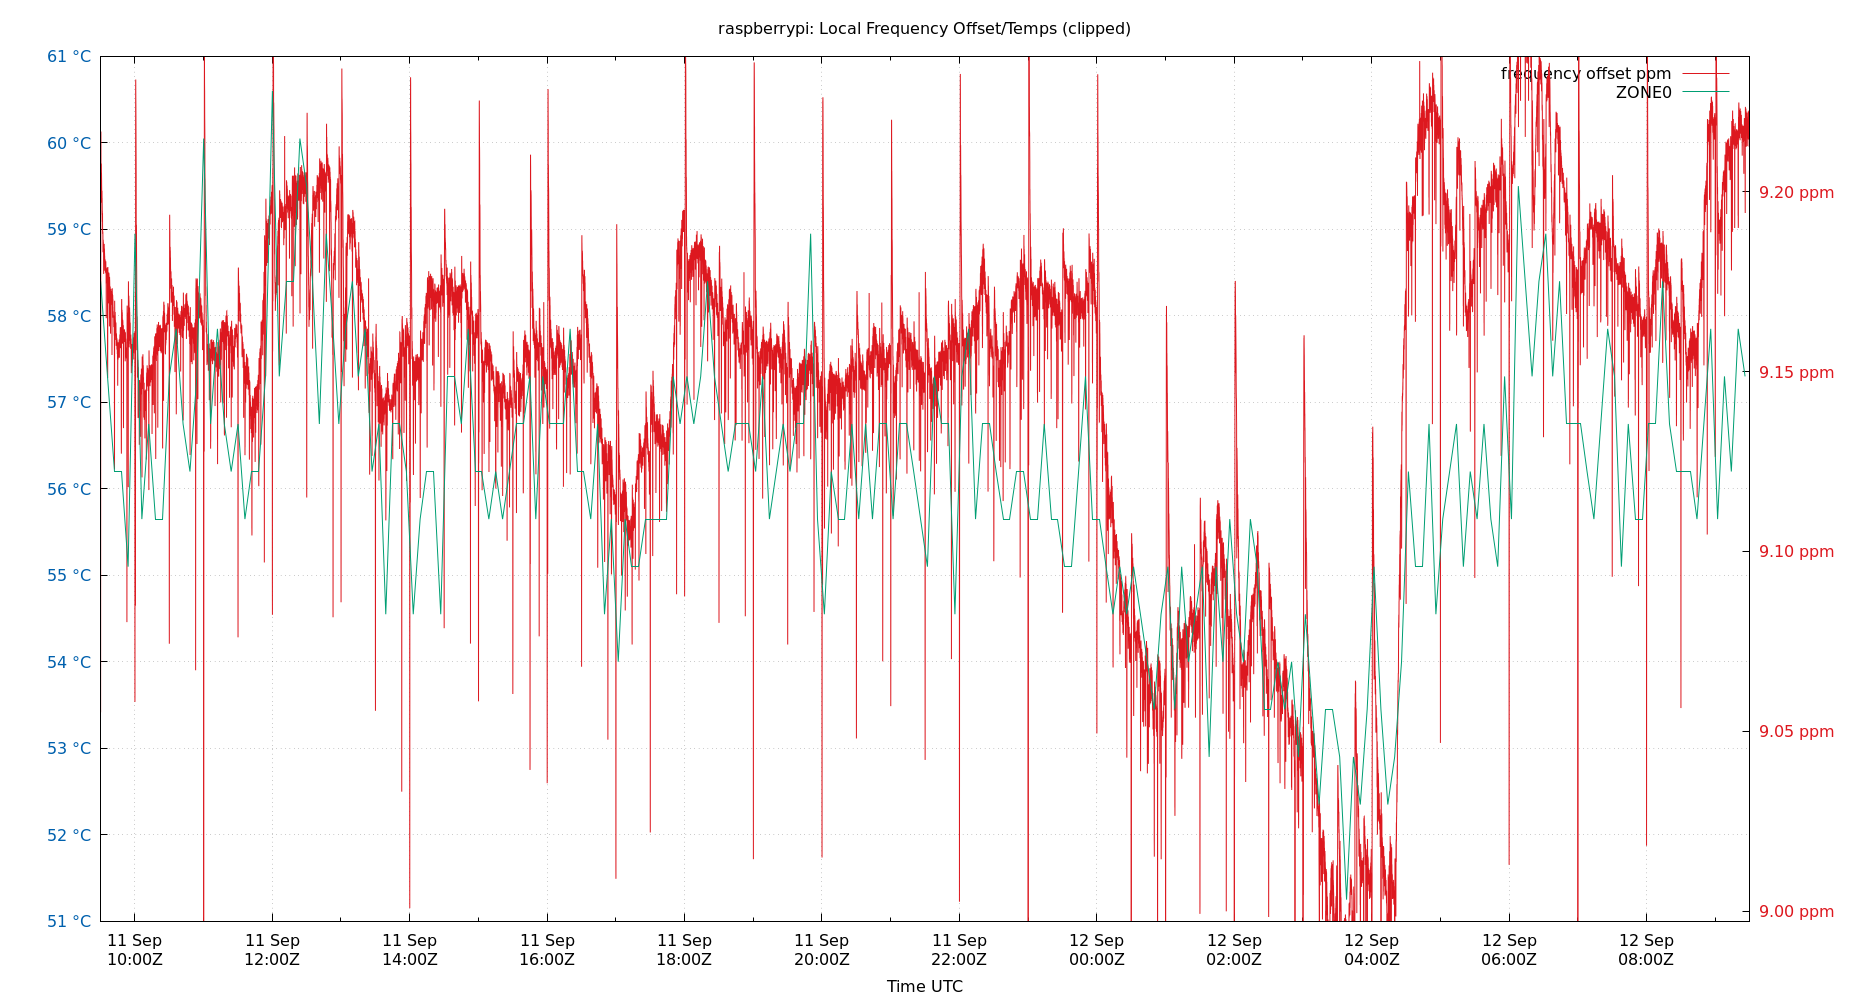 raspberrypi: Local Frequency Offset/Temps (clipped)
61 °C
60 °C
59 °C
58 °C
57 °C
56 °C
55 °C
54 °C
53 °C
52 °C
51 °C
frequency offset ppm
ZONE0
9.20 ppm
9.15 ppm
9.10 ppm
9.05 ppm
9.00 ppm
11 Sep 11 Sep 11 Sep 11 Sep 11 Sep 11 Sep 11 Sep 12 Sep 12 Sep 12 Sep 12 Sep 12 Sep
10:00Z 12:00Z 14:00Z 16:00Z 18:00Z 20:00Z 22:00Z 00:00Z 02:00Z 04:00Z 06:00Z 08:00Z
Time UTC